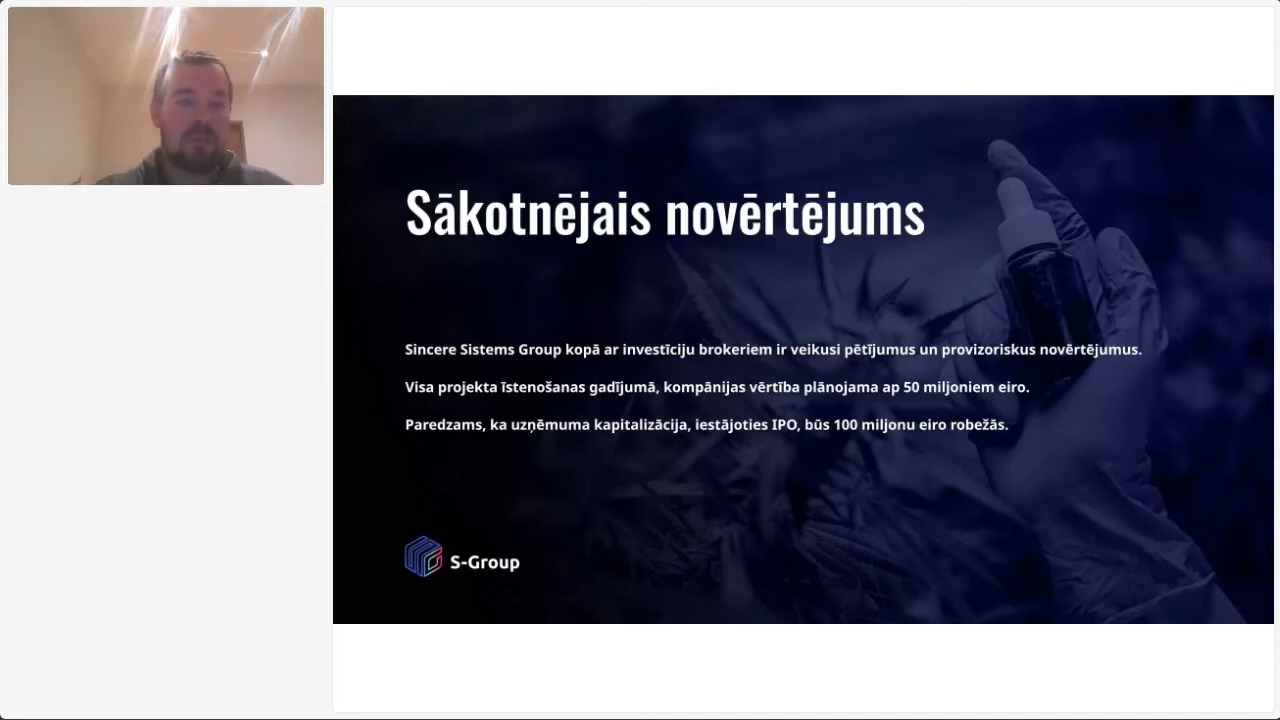 Sākotnējais novērtējums
Sincere Sistems Group kopā ar investīciju brokeriem ir veikusi pētījumus un provizoriskus novērtējumus.
Visa projekta īstenošanas gadījumā, kompānijas vērtība plānojama ap 50 miljoniem eiro.
Paredzams, ka uzņēmuma kapitalizācija, iestājoties IPO, būs 100 miljonu eiro robežās.
S-Group